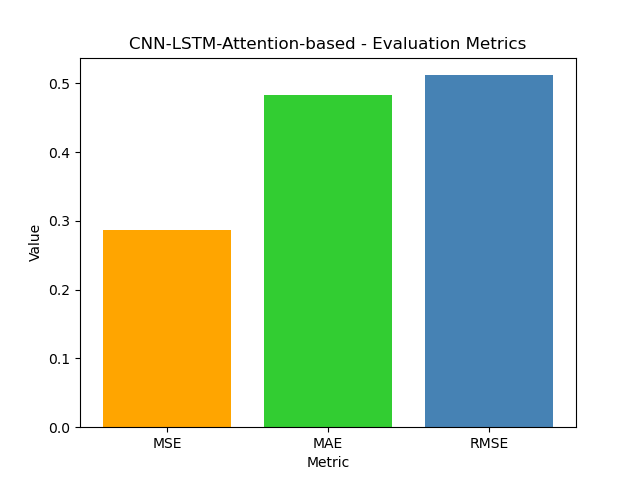 CNN-LSTM-Attention-based - Evaluation Metrics
0.5
0.4
0.3
0.2
0.1
0.0
Value
MSE MAE RMSE
Metric